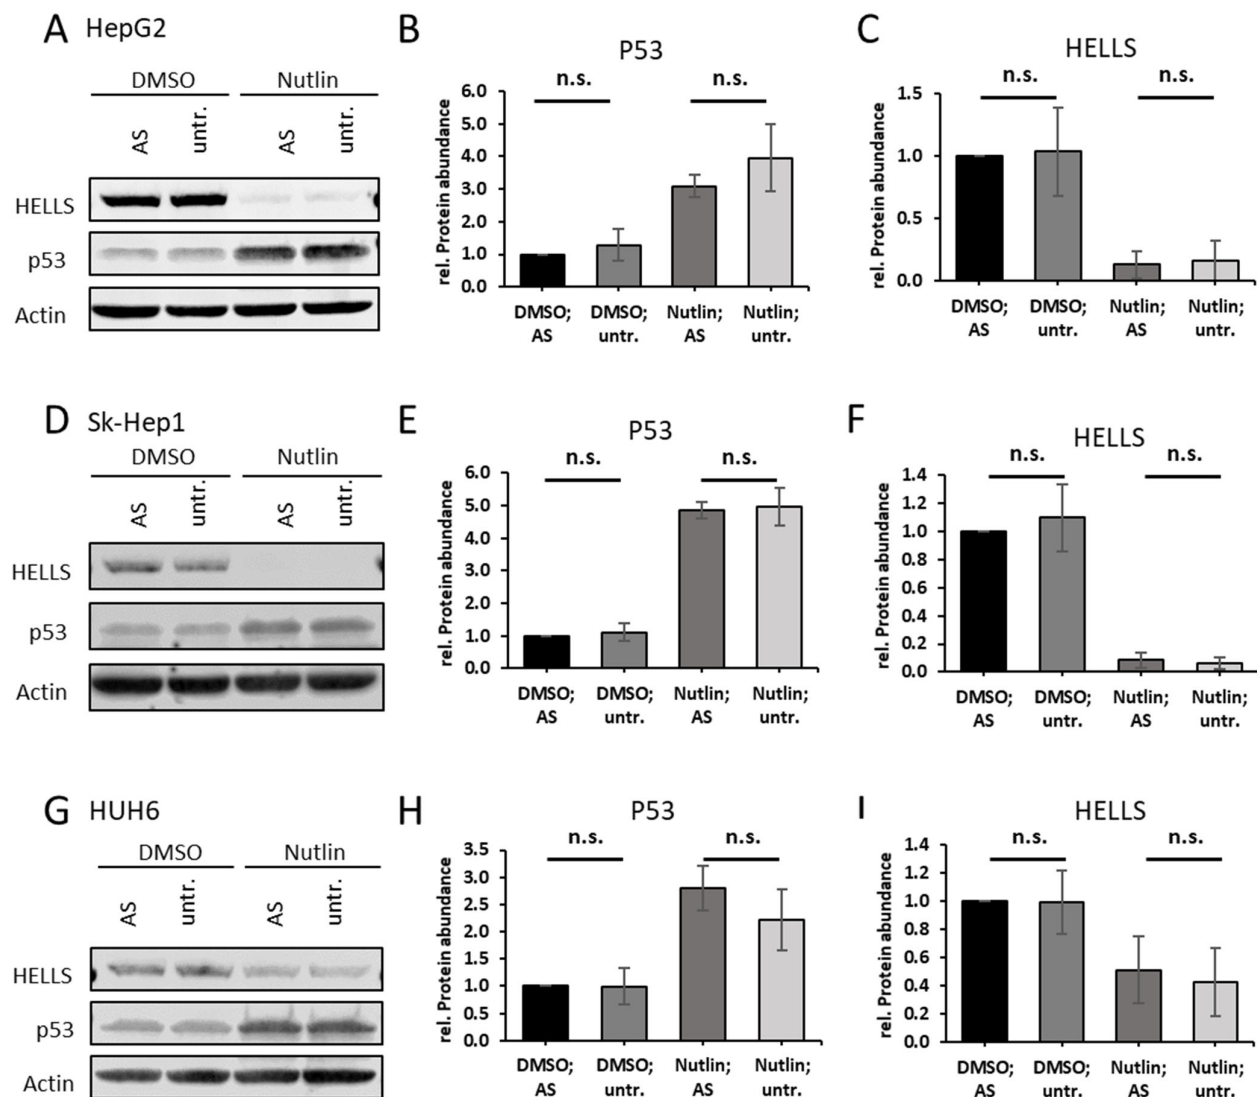 A HepG2
DMSO Nutlin
AS untr. AS untr.
HELLS
p53
Actin
B
P53
n.s. n.s.
rel. Protein abundance
6.0
5.0
4.0
3.0
2.0
1.0
0.0
DMSO; DMSO; Nutlin; Nutlin;
AS untr. AS untr.
C
HELLS
n.s. n.s.
rel. Protein abundance
1.5
1.0
0.5
0.0
DMSO; DMSO; Nutlin; Nutlin;
AS untr. AS untr.
D Sk-Hep1
DMSO Nutlin
AS untr. AS untr.
HELLS
p53
Actin
E
P53
n.s. n.s.
rel. Protein abundance
6.0
5.0
4.0
3.0
2.0
1.0
0.0
DMSO; DMSO; Nutlin; Nutlin;
AS untr. AS untr.
F
HELLS
n.s. n.s.
rel. Protein abundance
1.4
1.2
1.0
0.8
0.6
0.4
0.2
0.0
DMSO; DMSO; Nutlin; Nutlin;
AS untr. AS untr.
G HUH6
DMSO Nutlin
AS untr. AS untr.
HELLS
p53
Actin
H
P53
n.s. n.s.
rel. Protein abundance
3.5
3.0
2.5
2.0
1.5
1.0
0.5
0.0
DMSO; DMSO; Nutlin; Nutlin;
AS untr. AS untr.
I
HELLS
n.s. n.s.
rel. Protein abundance
1.4
1.2
1.0
0.8
0.6
0.4
0.2
0.0
DMSO; DMSO; Nutlin; Nutlin;
AS untr. AS untr.